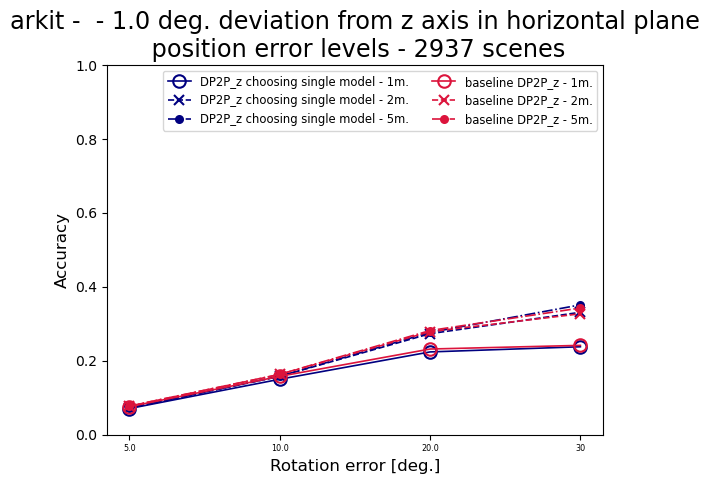 arkit -  - 1.0 deg. deviation from z axis in horizontal plane
position error levels - 2937 scenes
DP2P_z choosing single model - 1m.
DP2P_z choosing single model - 2m.
DP2P_z choosing single model - 5m.
baseline DP2P_z - 1m.
baseline DP2P_z - 2m.
baseline DP2P_z - 5m.
Accuracy
1.0
0.8
0.6
0.4
0.2
0.0
5.0 10.0 20.0 30
Rotation error [deg.]